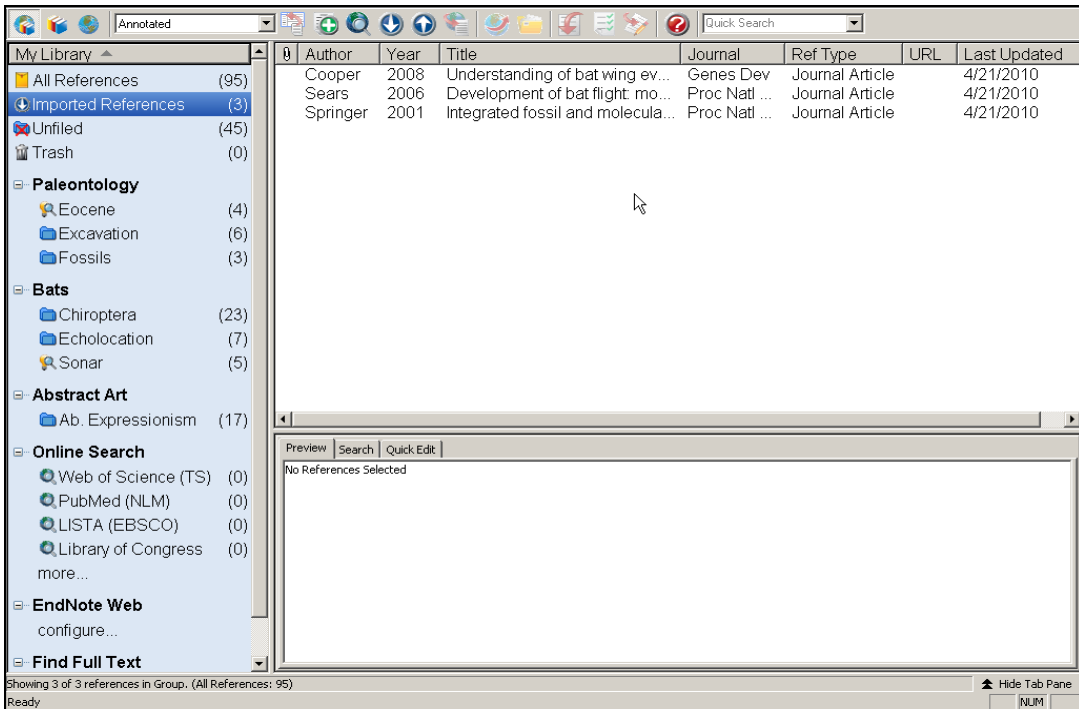 Annotated
Quick Search
My Library
All References (95)
Imported References (3)
Unfiled (45)
Trash (0)
Paleontology
Eocene (4)
Excavation (6)
Fossils (3)
Bats
Chiroptera (23)
Echolocation (7)
Sonar (5)
Abstract Art
Ab. Expressionism (17)
Online Search
Web of Science (TS) (0)
PubMed (NLM) (0)
LISTA (EBSCO) (0)
Library of Congress (0)
more...
EndNote Web
configure...
Find Full Text
Author Year Title Journal Ref Type URL Last Updated
Cooper 2008 Understanding of bat wing ev... Genes Dev Journal Article 4/21/2010
Sears 2006 Development of bat flight: mo... Proc Natl ... Journal Article 4/21/2010
Springer 2001 Integrated fossil and molecula... Proc Natl ... Journal Article 4/21/2010
Preview Search Quick Edit
No References Selected
Showing 3 of 3 references in Group. (All References: 95)
Hide Tab Pane
Ready
NUM